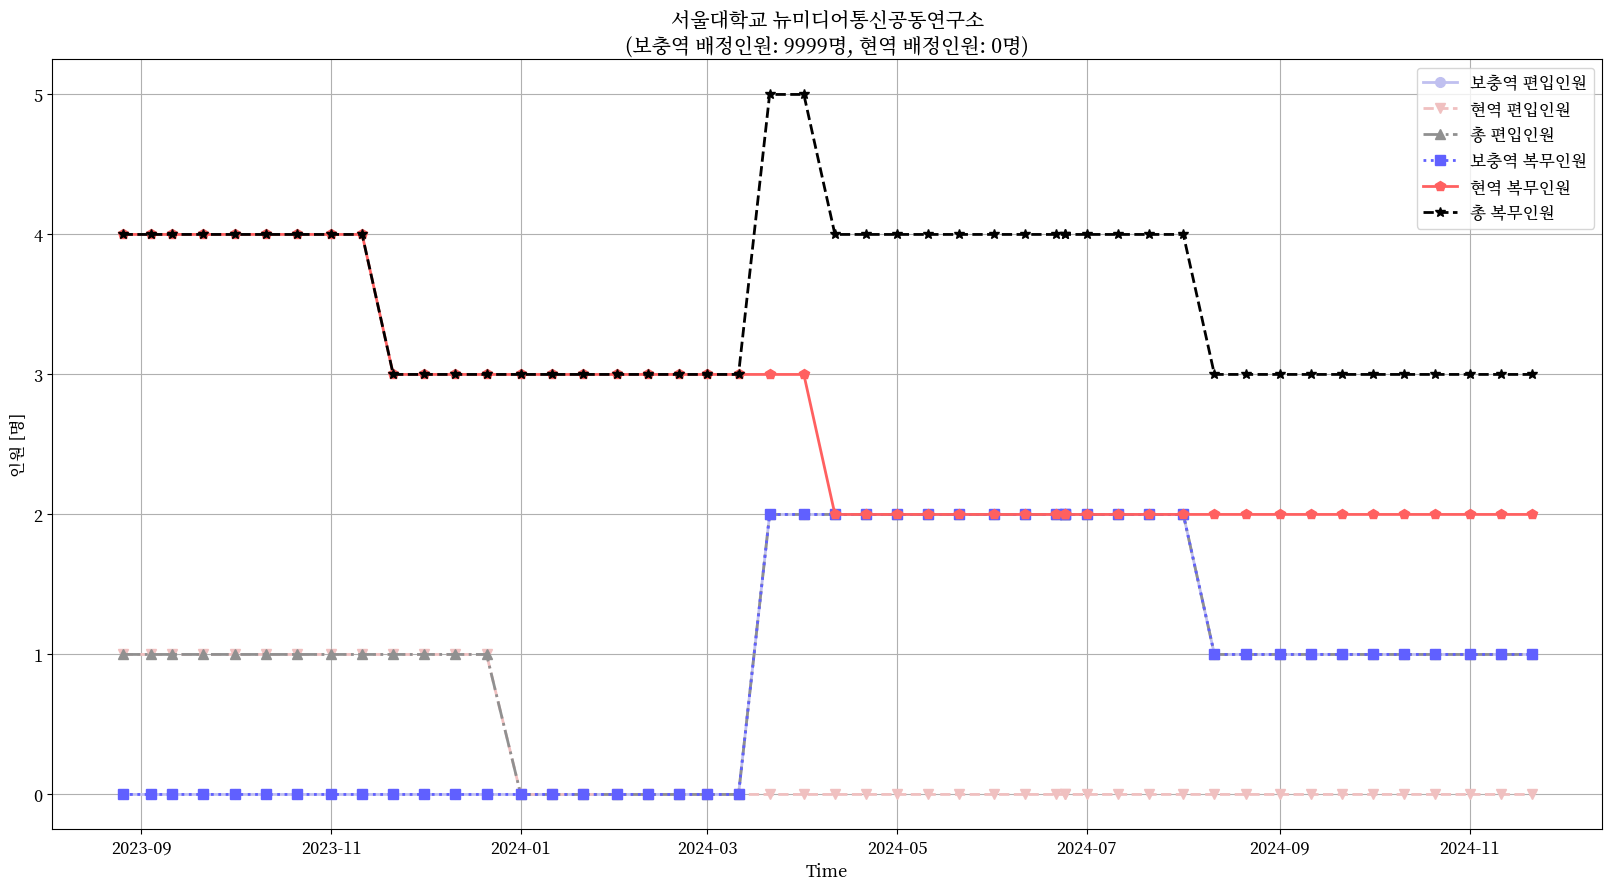 서울대학교 뉴미디어통신공동연구소
(보충역 배정인원: 9999명, 현역 배정인원: 0명)
보충역 편입인원
현역 편입인원
총 편입인원
보충역 복무인원
현역 복무인원
총 복무인원
인원 [명]
5
4
3
2
1
0
2023-09
2023-11
2024-01
2024-03
2024-05
2024-07
2024-09
2024-11
Time